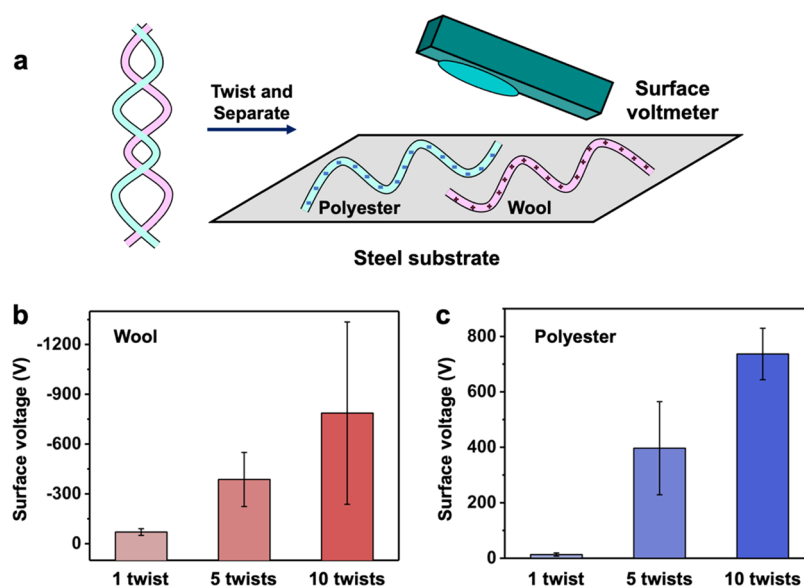 a
Twist and
Separate
Surface
voltmeter
Polyester
Wool
Steel substrate
b
Wool
Surface voltage (V)
-1200
-900
-600
-300
0
1 twist
5 twists
10 twists
c
Polyester
Surface voltage (V)
800
600
400
200
0
1 twist
5 twists
10 twists